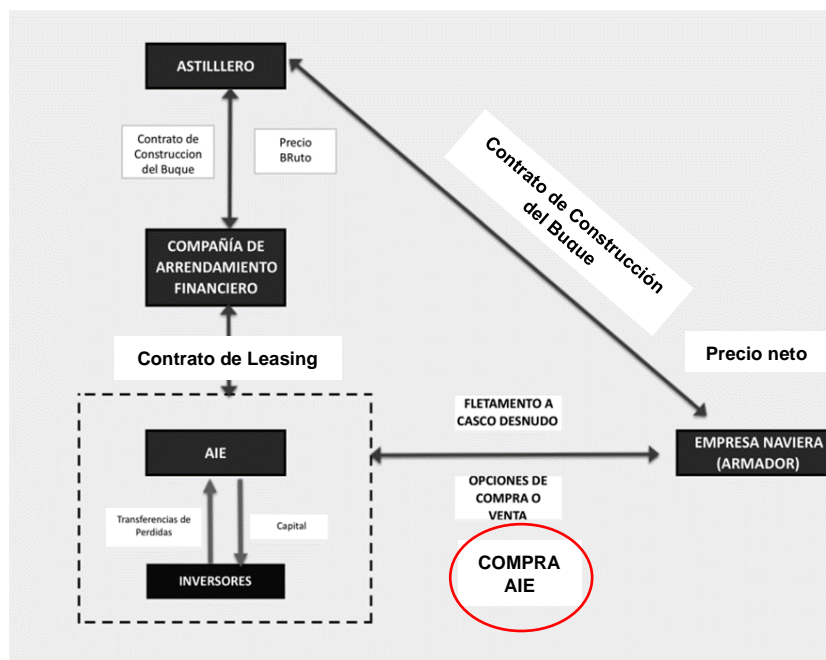 ASTILLLERO
Contrato de
Construccion
del Buque
Precio
BRuto
Contrato de Construcción
del Buque
COMPAÑÍA DE
ARRENDAMIENTO
FINANCIERO
Contrato de Leasing
Precio neto
FLETAMENTO A
CASCO DESNUDO
AIE
EMPRESA NAVIERA
(ARMADOR)
OPCIONES DE
COMPRA O
VENTA
Transferencias de
Perdidas
Capital
COMPRA
AIE
INVERSORES